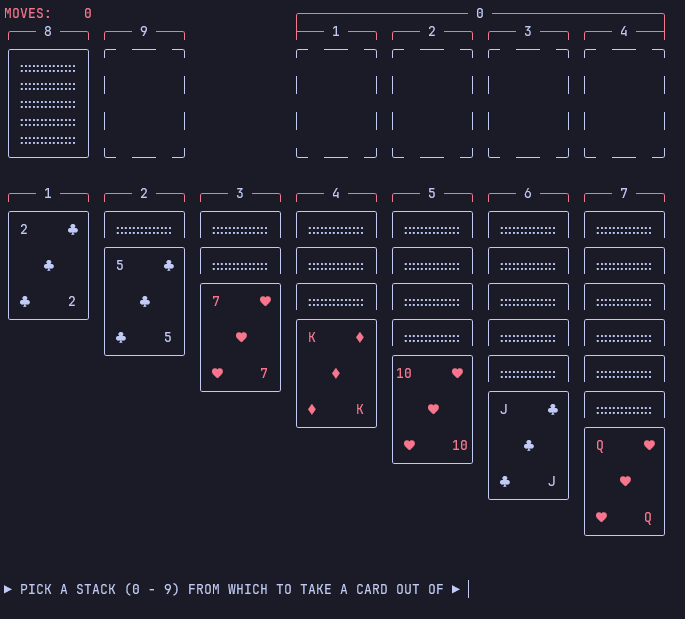 MOVES: 0
0
8 9 1 2 3 4
1 2 3 4 5 6 7
2 ♣
5 ♣
♣
7 ♥
♣ 2
♣
K ♦
♣ 5
♥
10 ♥
♥ 7
♦
J ♣
♥
♦ K
♣
Q ♥
♥ 10
♣ J
♥
♥ Q
► PICK A STACK (0 - 9) FROM WHICH TO TAKE A CARD OUT OF ►